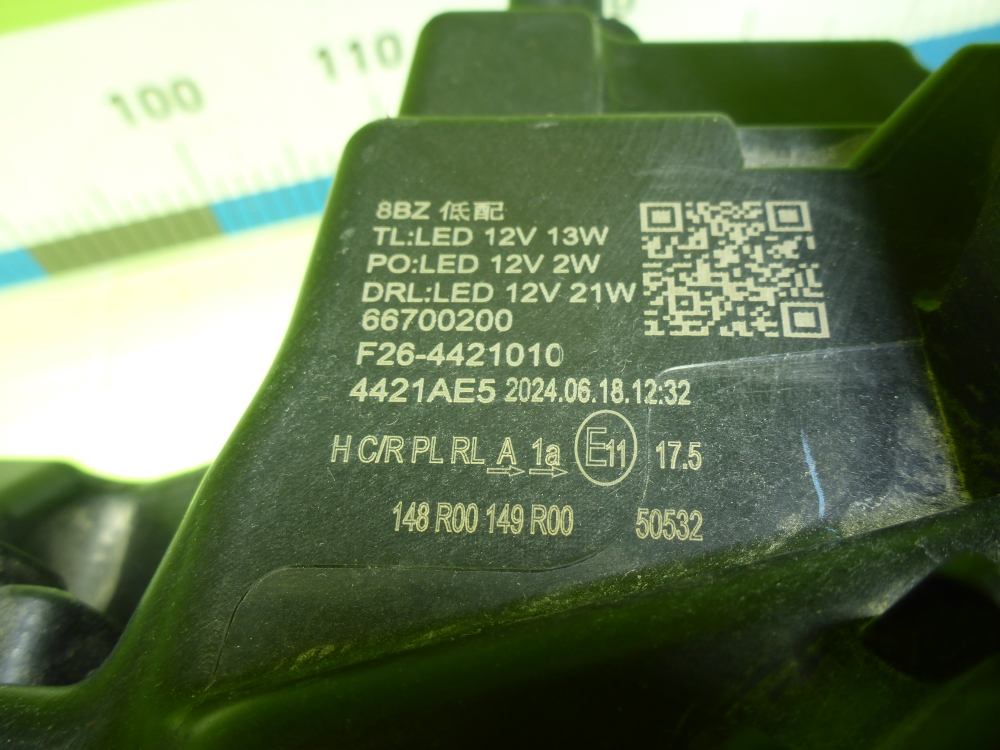 100
110
8BZ 低配
TL:LED 12V 13W
PO:LED 12V 2W
DRL:LED 12V 21W
66700200
F26-4421010
4421AE5 2024.06.18.12:32
H C/R PL RL A 1a E11 17.5
148 R00 149 R00 50532